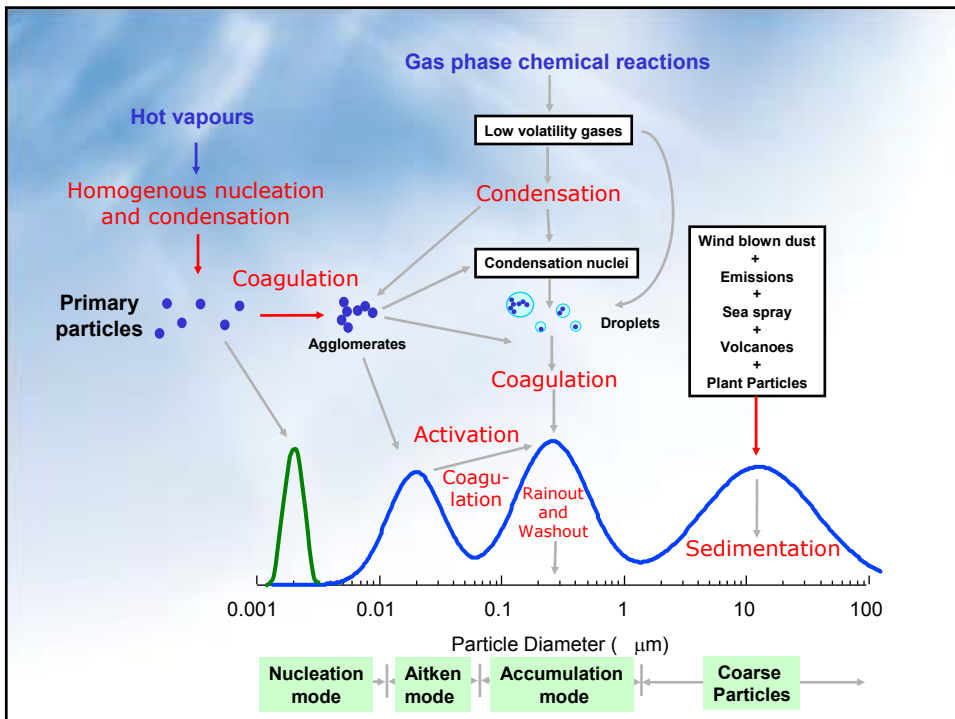 Gas phase chemical reactions
Hot vapours
Low volatility gases
Homogenous nucleation
and condensation
Condensation
Wind blown dust
+
Emissions
+
Sea spray
+
Volcanoes
+
Plant Particles
Condensation nuclei
Coagulation
Primary
particles
Agglomerates
Droplets
Coagulation
Activation
Coagu-
lation
Rainout
and
Washout
Sedimentation
0.001
0.01
0.1
1
10
100
Particle Diameter ( μm)
Nucleation
mode
Aitken
mode
Accumulation
mode
Coarse
Particles